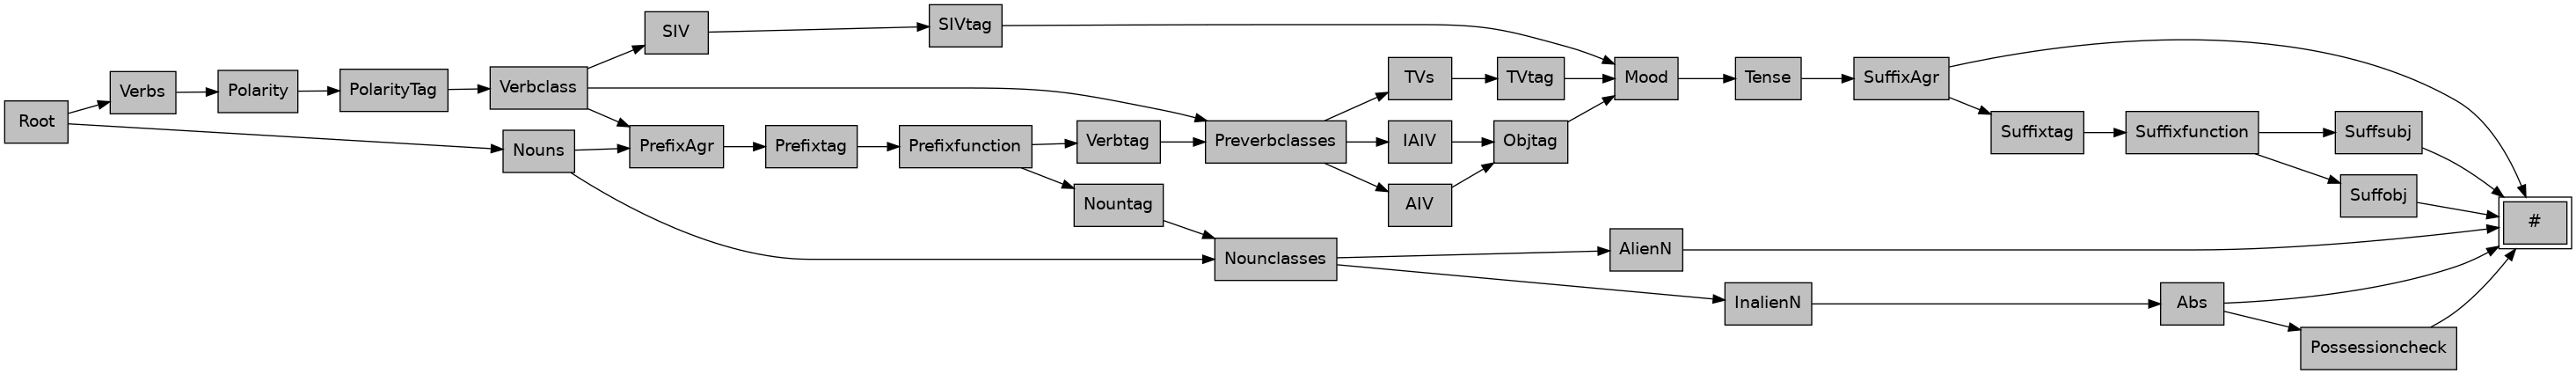 SIV
SIVtag
Verbs
Polarity
PolarityTag
Verbclass
TVs
TVtag
Mood
Tense
SuffixAgr
Root
Nouns
PrefixAgr
Prefixtag
Prefixfunction
Verbtag
Preverbclasses
IAIV
Objtag
Suffixtag
Suffixfunction
Suffsubj
Nountag
AIV
Suffobj
#
Nounclasses
AlienN
InalienN
Abs
Possessioncheck